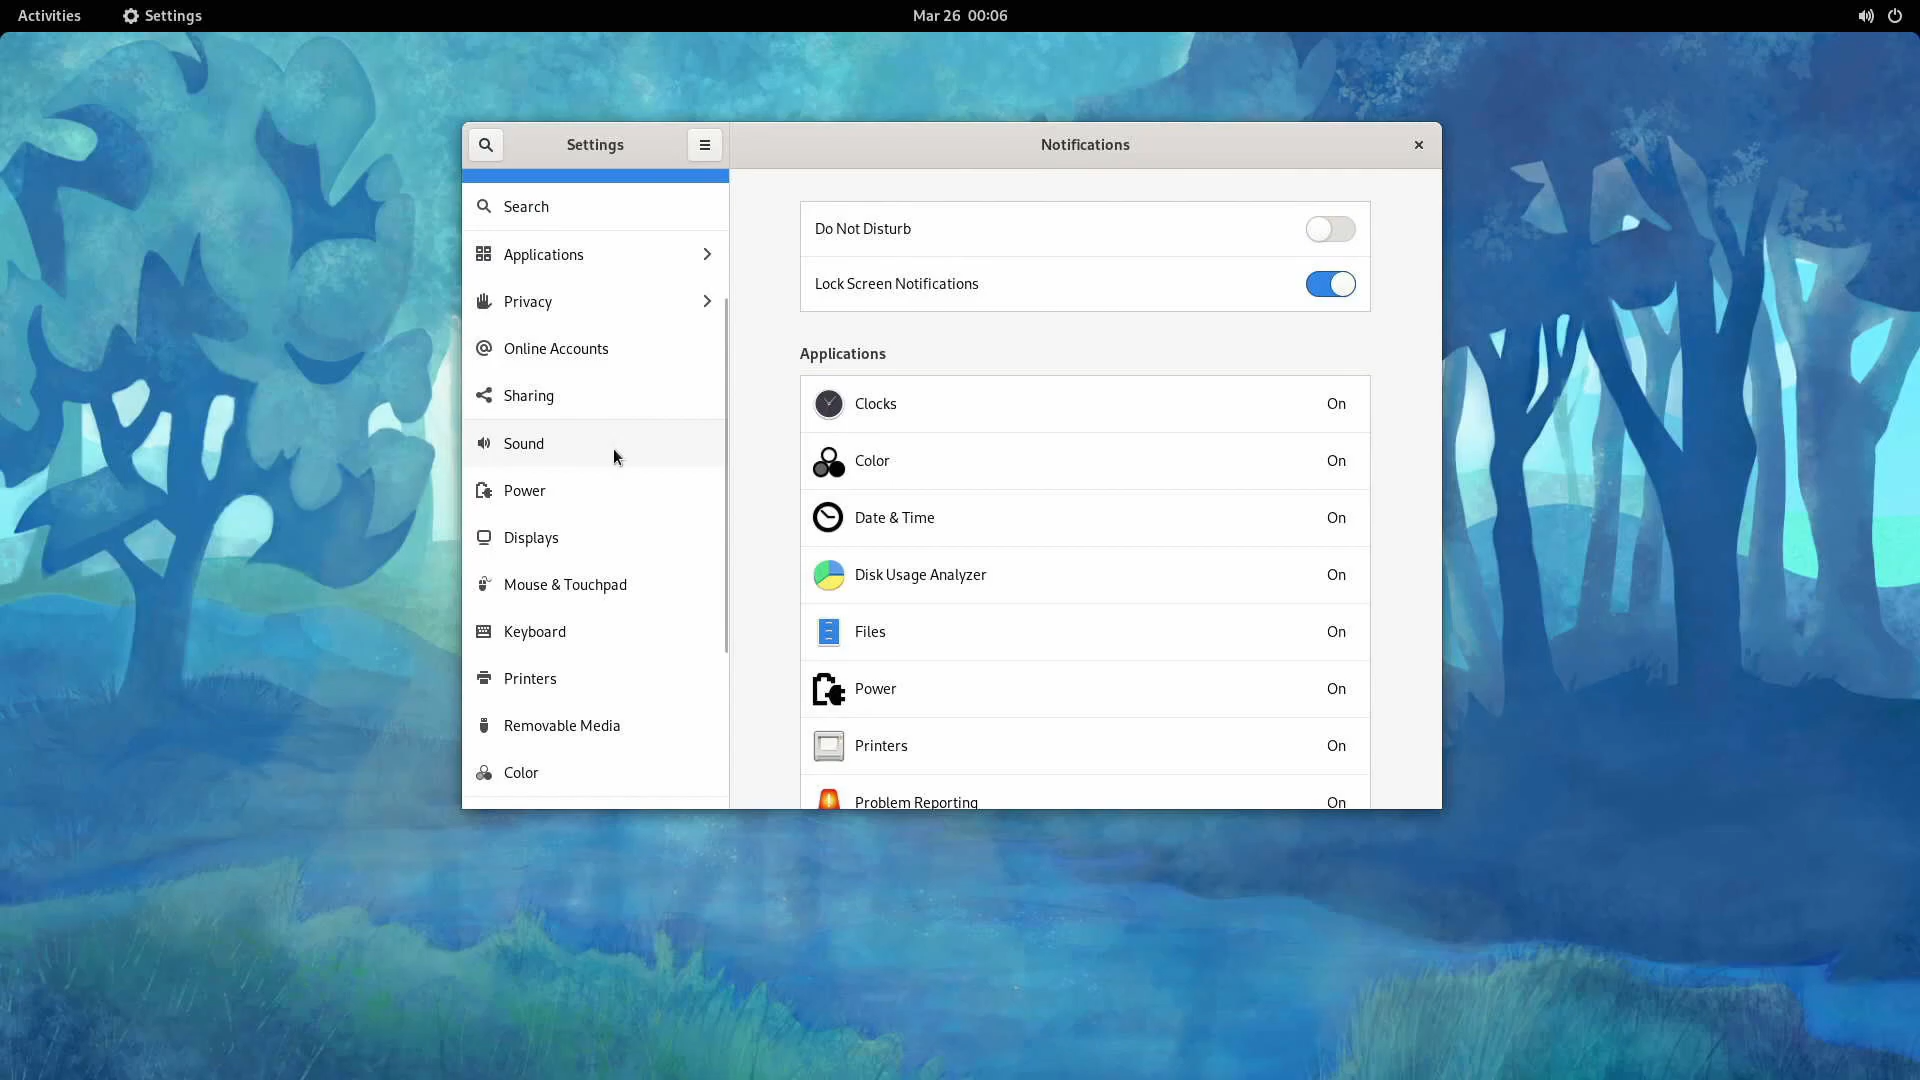 Activities
Settings
Mar 26 00:06
Settings
Notifications
Search
Applications
Privacy
Online Accounts
Sharing
Sound
Power
Displays
Mouse & Touchpad
Keyboard
Printers
Removable Media
Color
Do Not Disturb
Lock Screen Notifications
Applications
Clocks On
Color On
Date & Time On
Disk Usage Analyzer On
Files On
Power On
Printers On
Problem Reporting On